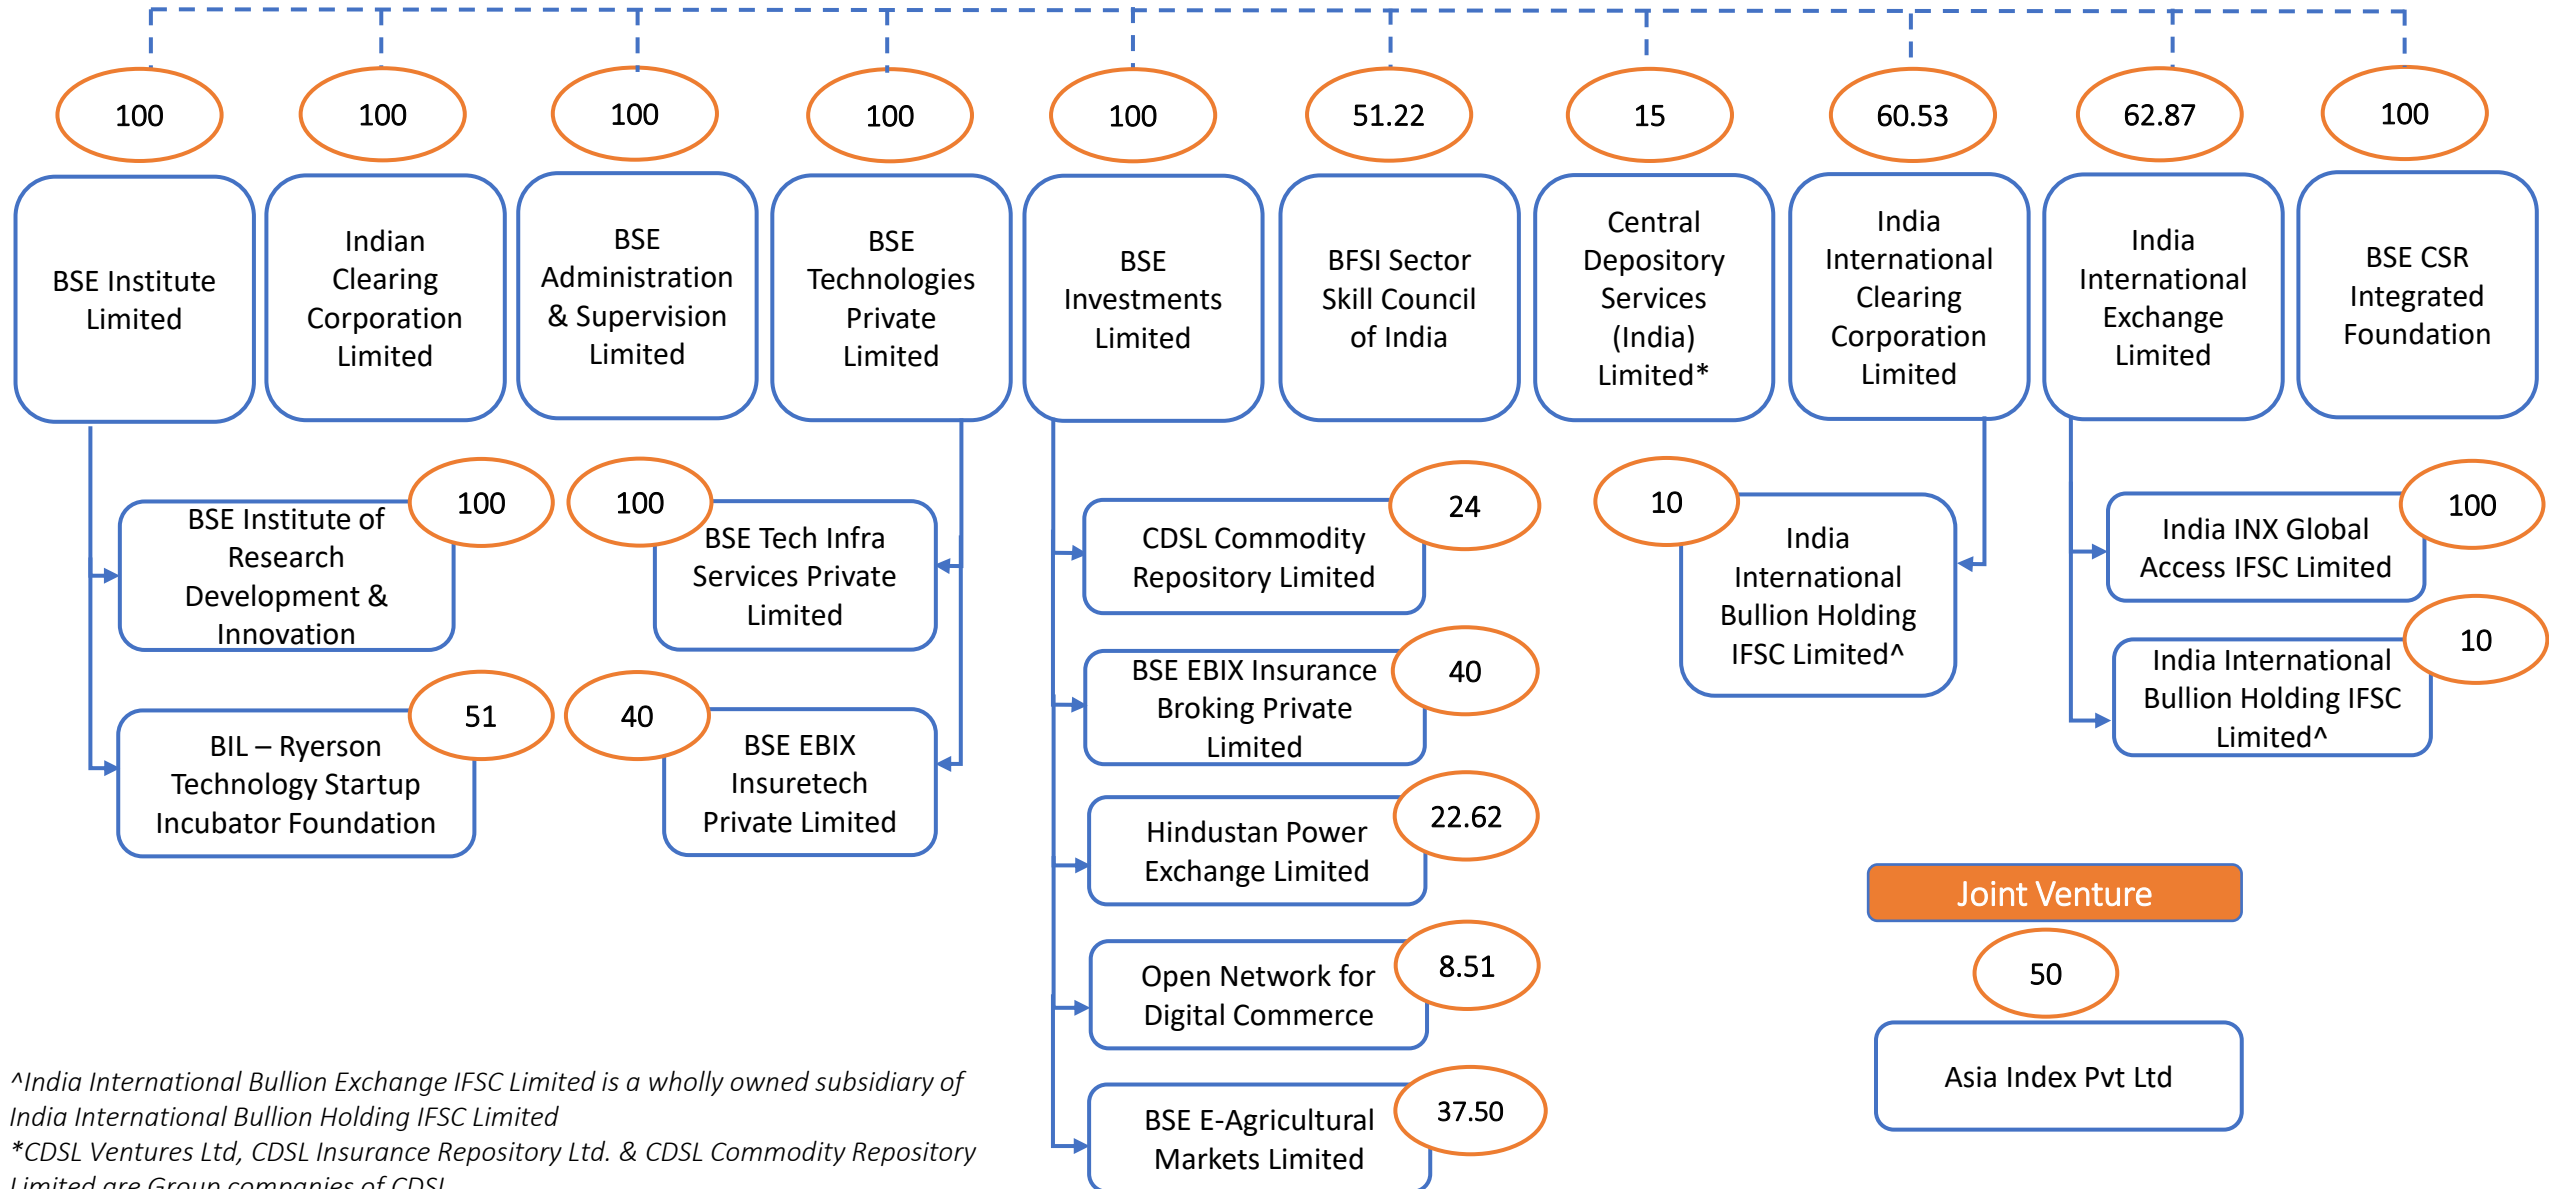 100
100
100
100
100
51.22
15
60.53
62.87
100
BSE Institute
Limited
Indian
Clearing
Corporation
Limited
BSE
Administration
& Supervision
Limited
BSE
Technologies
Private
Limited
BSE
Investments
Limited
BFSI Sector
Skill Council
of India
Central
Depository
Services
(India)
Limited*
India
International
Clearing
Corporation
Limited
India
International
Exchange
Limited
BSE CSR
Integrated
Foundation
100
BSE Institute of
Research
Development &
Innovation
51
BIL – Ryerson
Technology Startup
Incubator Foundation
100
BSE Tech Infra
Services Private
Limited
40
BSE EBIX
Insuretech
Private Limited
24
CDSL Commodity
Repository Limited
40
BSE EBIX Insurance
Broking Private
Limited
22.62
Hindustan Power
Exchange Limited
8.51
Open Network for
Digital Commerce
37.50
BSE E-Agricultural
Markets Limited
10
India
International
Bullion Holding
IFSC Limited^
100
India INX Global
Access IFSC Limited
10
India International
Bullion Holding IFSC
Limited^
Joint Venture
50
Asia Index Pvt Ltd
^India International Bullion Exchange IFSC Limited is a wholly owned subsidiary of
India International Bullion Holding IFSC Limited
*CDSL Ventures Ltd, CDSL Insurance Repository Ltd. & CDSL Commodity Repository
Limited are Group companies of CDSL